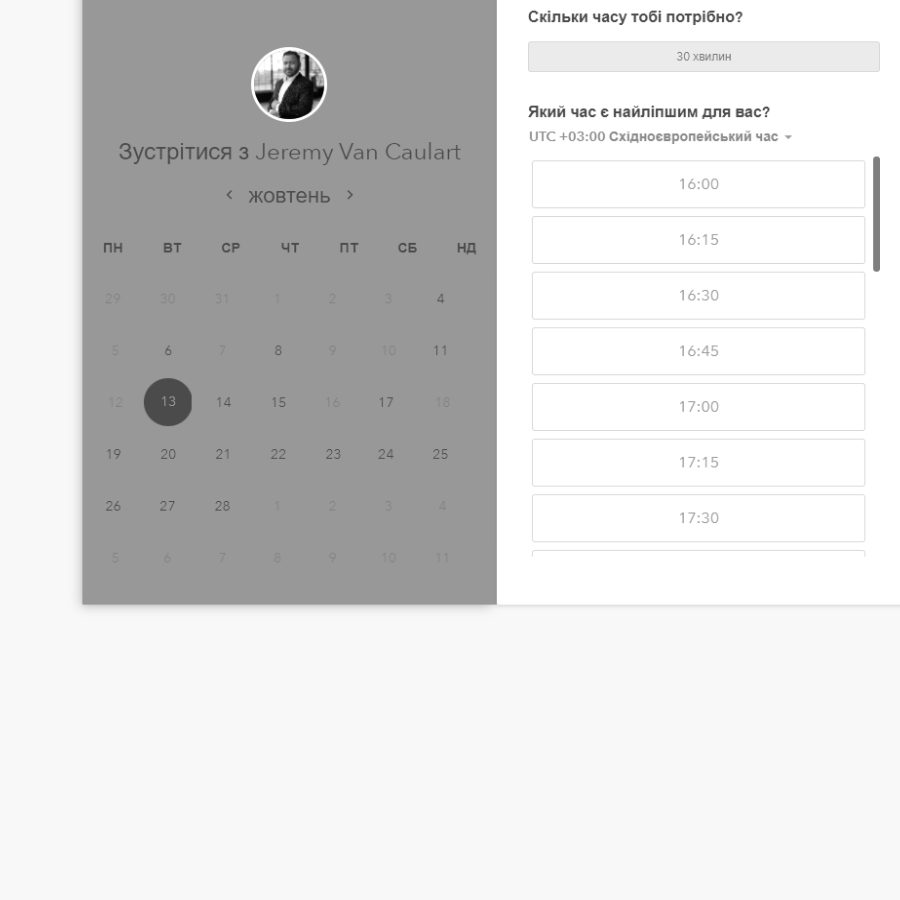 Зустрітися з Jeremy Van Caulart
жовтень
ПН ВТ СР ЧТ ПТ СБ НД
29 30 31 1 2 3 4
5 6 7 8 9 10 11
12 13 14 15 16 17 18
19 20 21 22 23 24 25
26 27 28 1 2 3 4
5 6 7 8 9 10 11
Скільки часу тобі потрібно?
30 хвилин
Який час є найліпшим для вас?
UTC +03:00 Східноєвропейський час
16:00
16:15
16:30
16:45
17:00
17:15
17:30